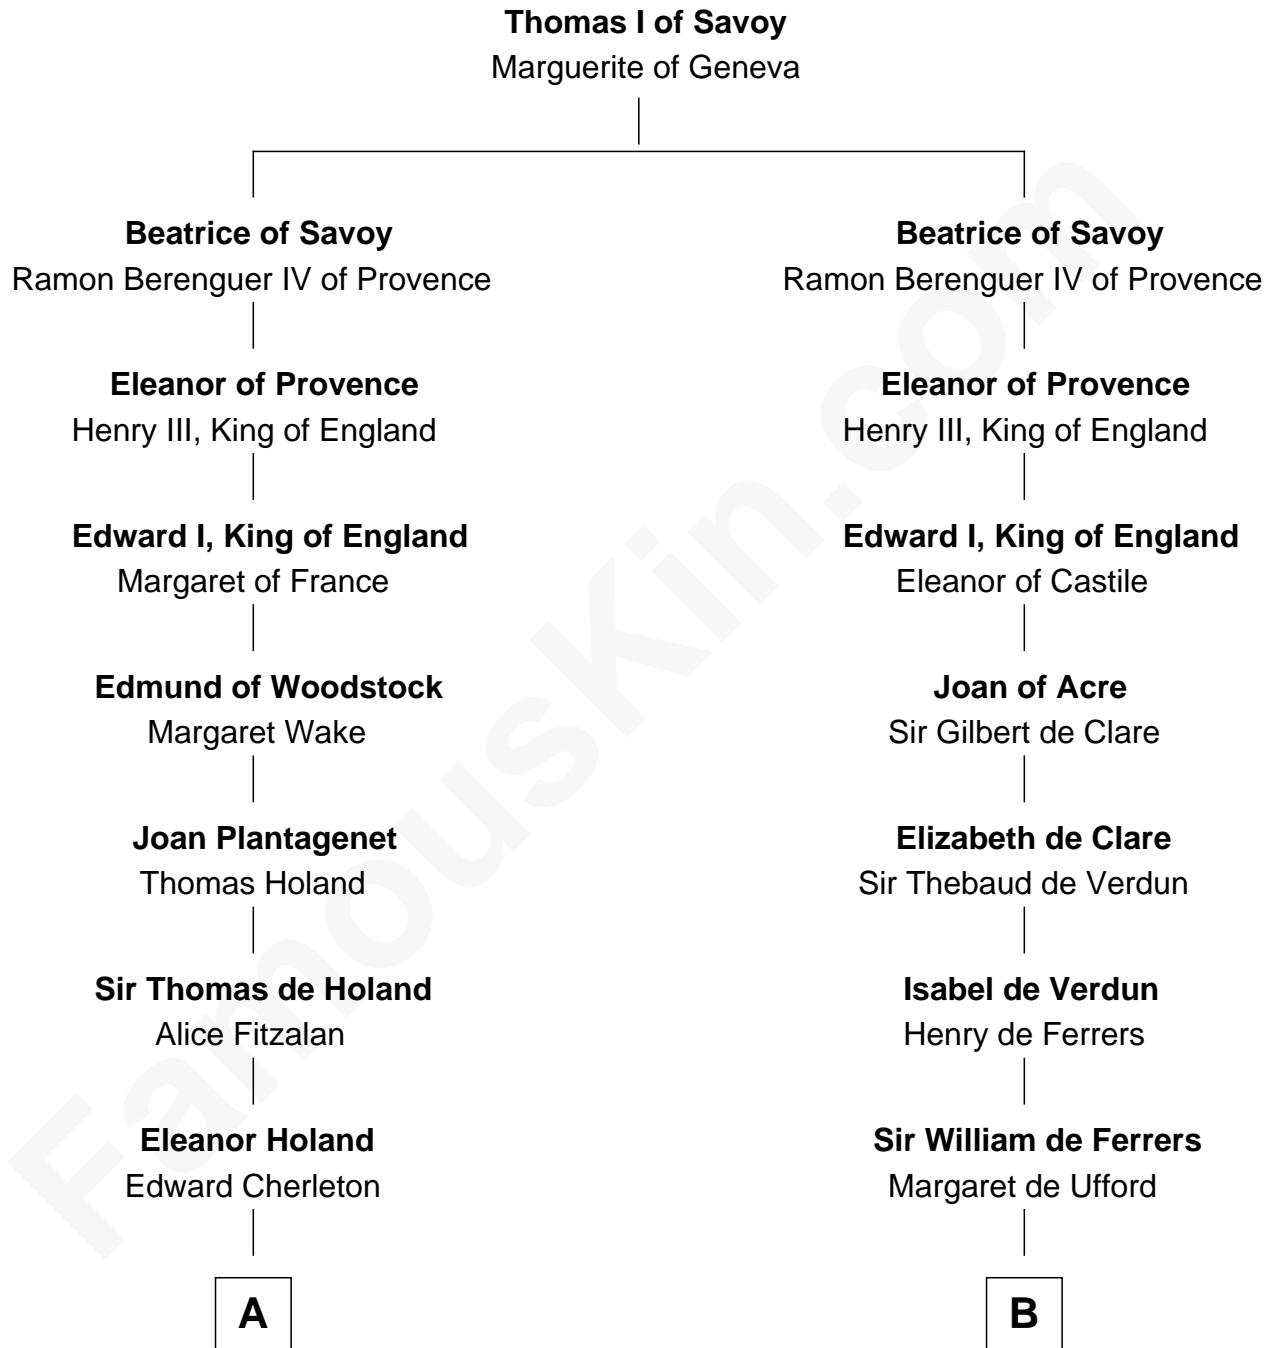 Thomas I of Savoy
Marguerite of Geneva
Beatrice of Savoy
Ramon Berenguer IV of Provence
Eleanor of Provence
Henry III, King of England
Edward I, King of England
Margaret of France
Edmund of Woodstock
Margaret Wake
Joan Plantagenet
Thomas Holand
Sir Thomas de Holand
Alice Fitzalan
Eleanor Holand
Edward Cherleton
A
Beatrice of Savoy
Ramon Berenguer IV of Provence
Eleanor of Provence
Henry III, King of England
Edward I, King of England
Eleanor of Castile
Joan of Acre
Sir Gilbert de Clare
Elizabeth de Clare
Sir Thebaud de Verdun
Isabel de Verdun
Henry de Ferrers
Sir William de Ferrers
Margaret de Ufford
B
FamousKin.com